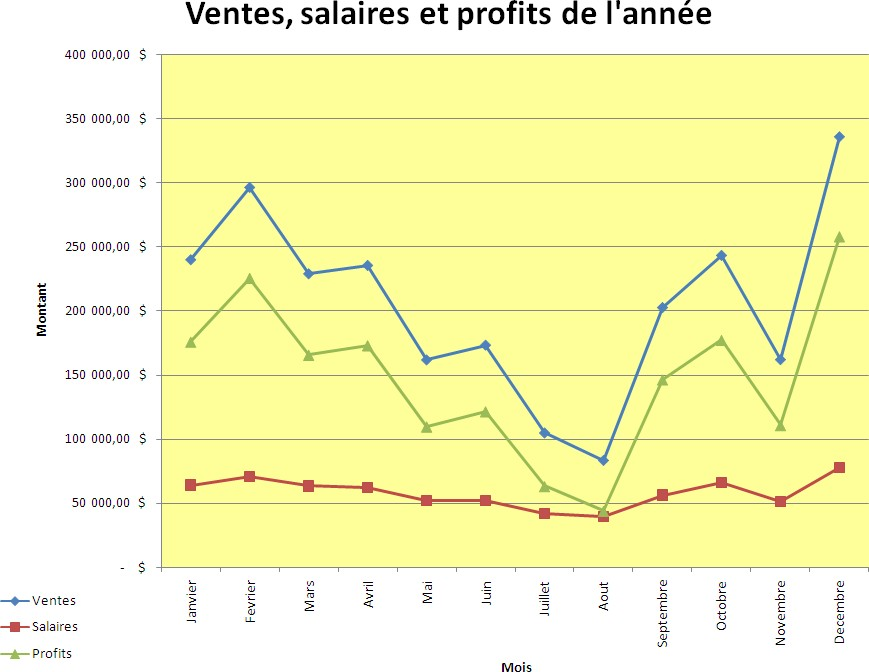 Ventes, salaires et profits de l'année
400 000,00 $
350 000,00 $
300 000,00 $
250 000,00 $
200 000,00 $
150 000,00 $
100 000,00 $
50 000,00 $
- $
Montant
Janvier
Fevrier
Mars
Avril
Mai
Juin
Juillet
Aout
Septembre
Octobre
Novembre
Decembre
Mois
Ventes
Salaires
Profits